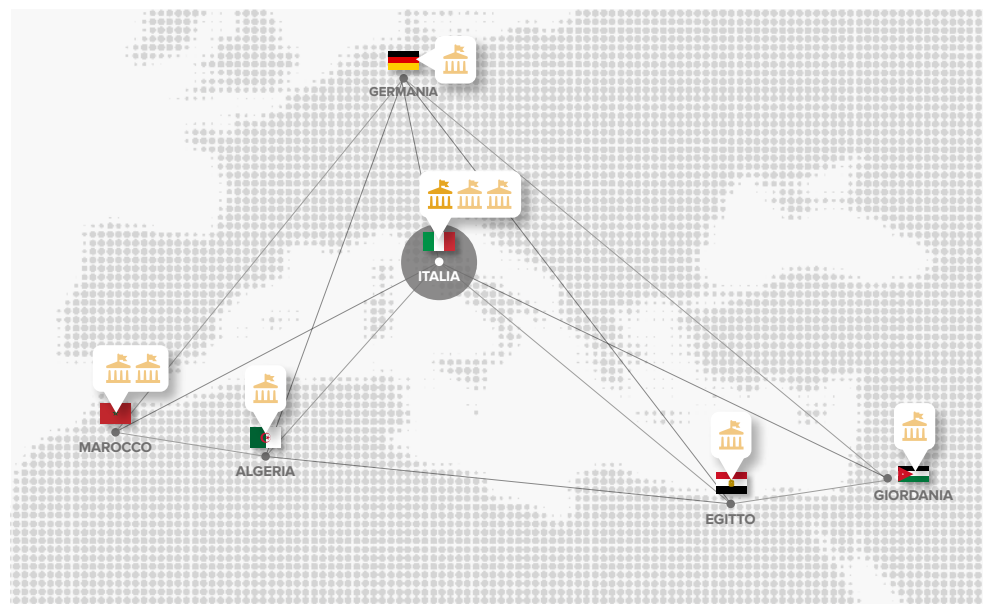 GERMANIA
ITALIA
MAROCCO
ALGERIA
GIORDANIA
EGITTO